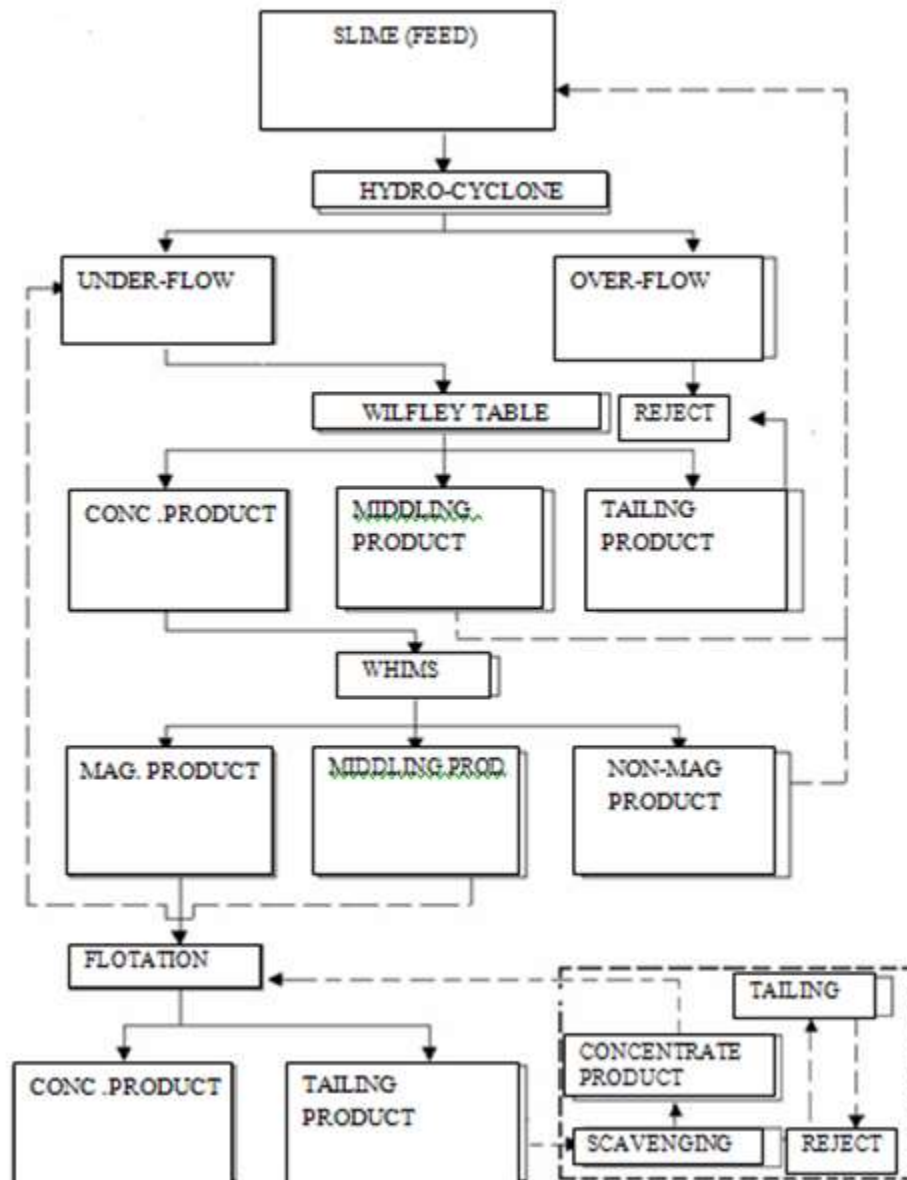 SLIME (FEED)
HYDRO-CYCLONE
UNDER-FLOW
OVER-FLOW
WILFLEY TABLE
REJECT
CONC .PRODUCT
MIDDLING
PRODUCT
TAILING
PRODUCT
WHIMS
MAG. PRODUCT
MIDDLING PROD
NON-MAG
PRODUCT
FLOTATION
TAILING
CONCENTRATE
PRODUCT
CONC .PRODUCT
TAILING
PRODUCT
SCAVENGING
REJECT